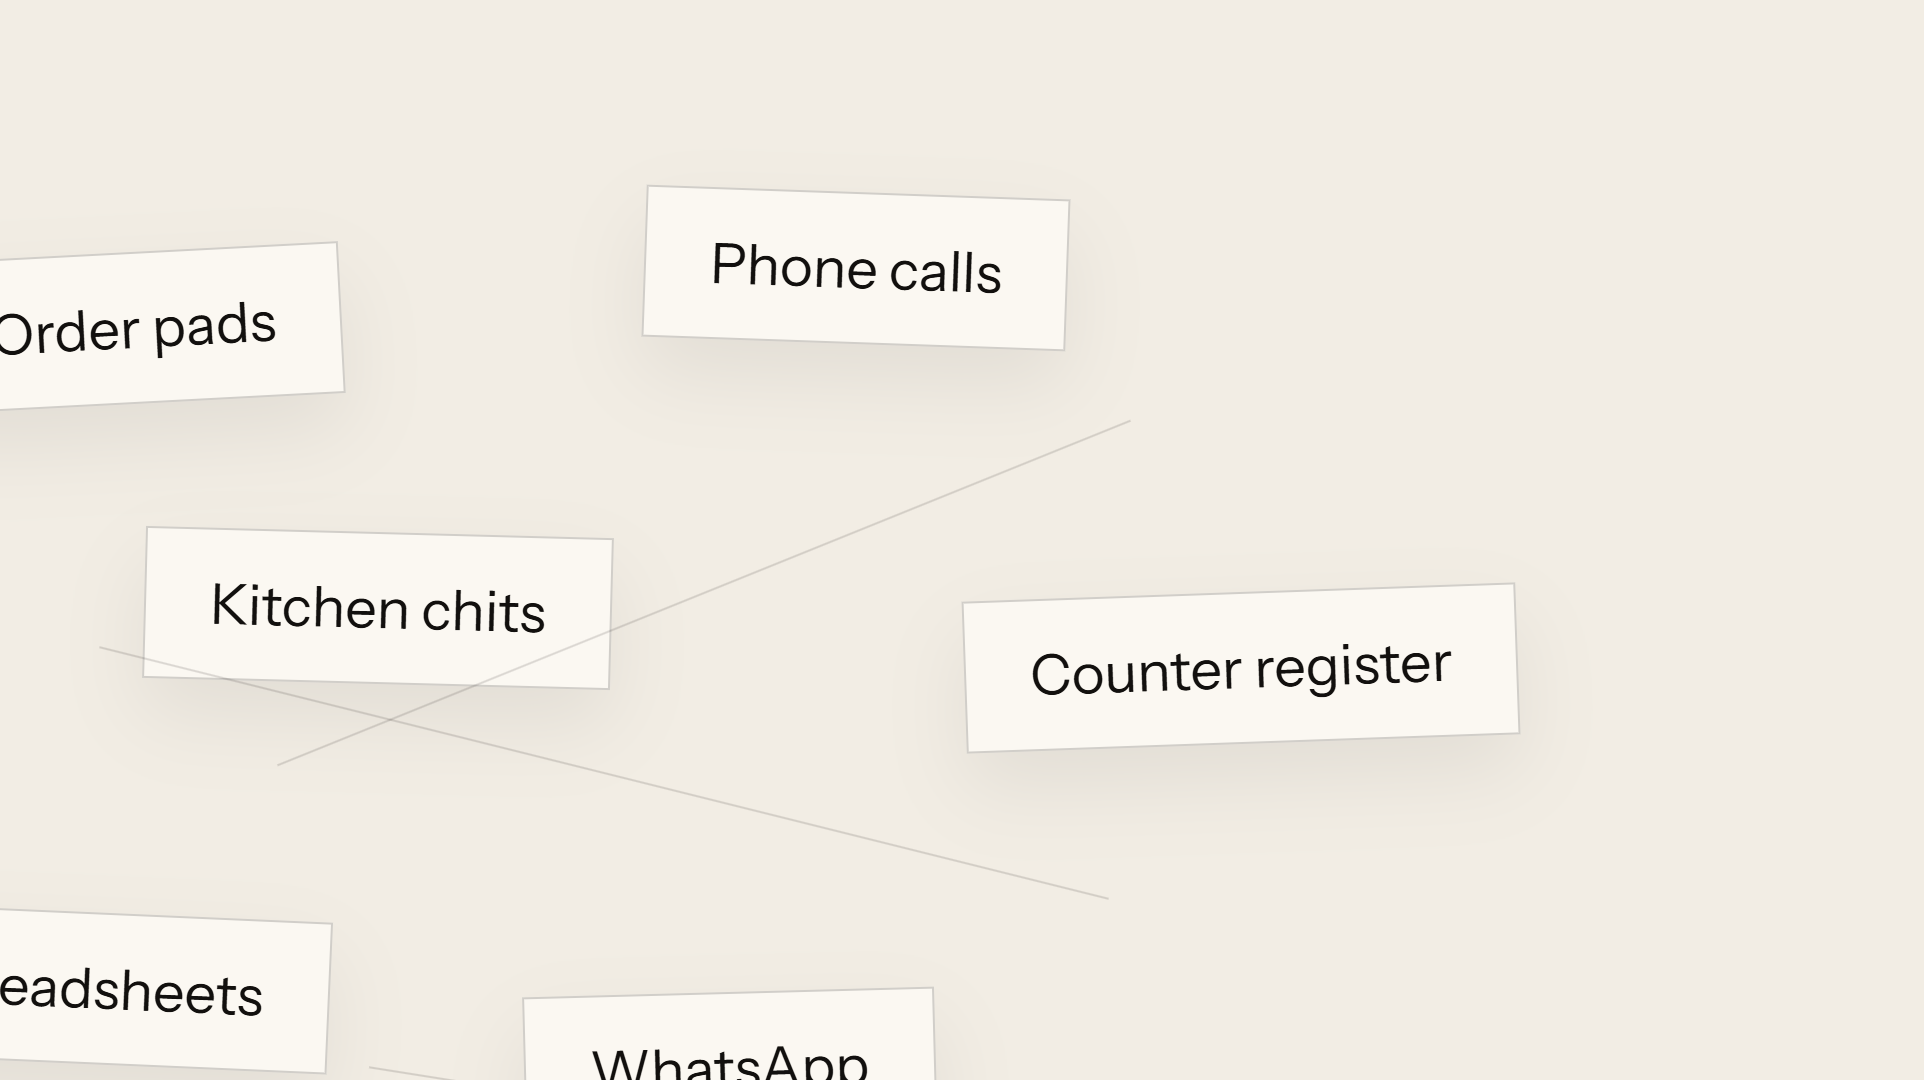 Phone calls
Order pads
Kitchen chits
Counter register
eadsheets
WhatsApp